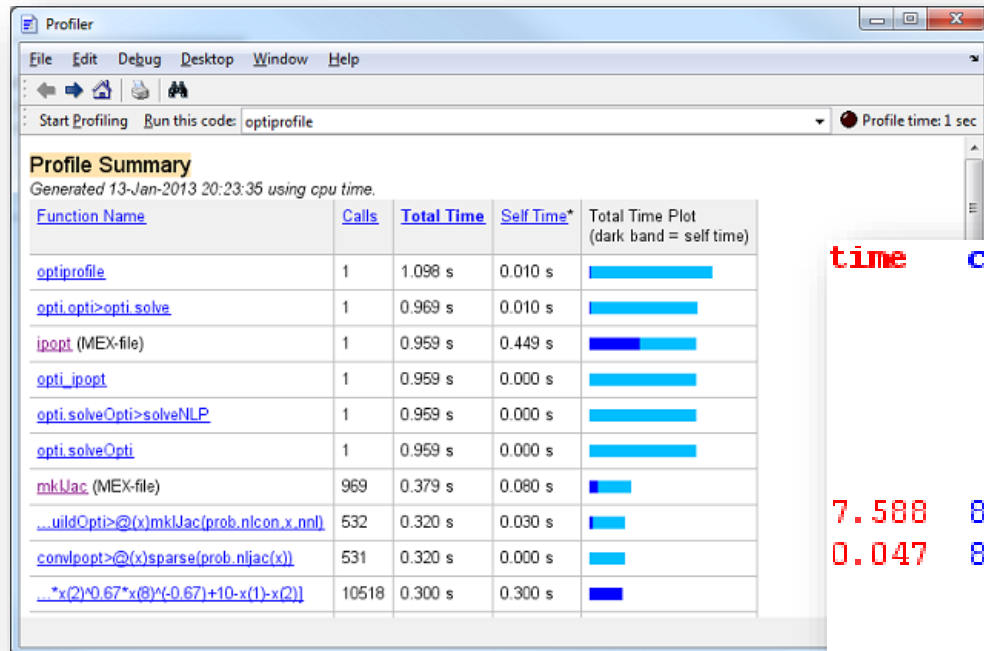 Profiler
File Edit Debug Desktop Window Help
Start Profiling Run this code: optiprofile Profile time: 1 sec
Profile Summary
Generated 13-Jan-2013 20:23:35 using cpu time.
Function Name Calls Total Time Self Time* Total Time Plot
(dark band = self time)
optiprofile 1 1.098 s 0.010 s
opti.opti>opti.solve 1 0.969 s 0.010 s
ipopt (MEX-file) 1 0.959 s 0.449 s
opti_ipopt 1 0.959 s 0.000 s
opti.solveOpti>solveNLP 1 0.959 s 0.000 s
opti.solveOpti 1 0.959 s 0.000 s
mklJac (MEX-file) 969 0.379 s 0.080 s
...uildOpti>@(x)mklJac(prob.nlcon,x,nnl) 532 0.320 s 0.030 s
convIpopt>@(x)sparse(prob.nljac(x)) 531 0.320 s 0.000 s
...*x(2)^0.67*x(8)^(-0.67)+10-x(1)-x(2)] 10518 0.300 s 0.300 s
time c
7.588 8
0.047 8